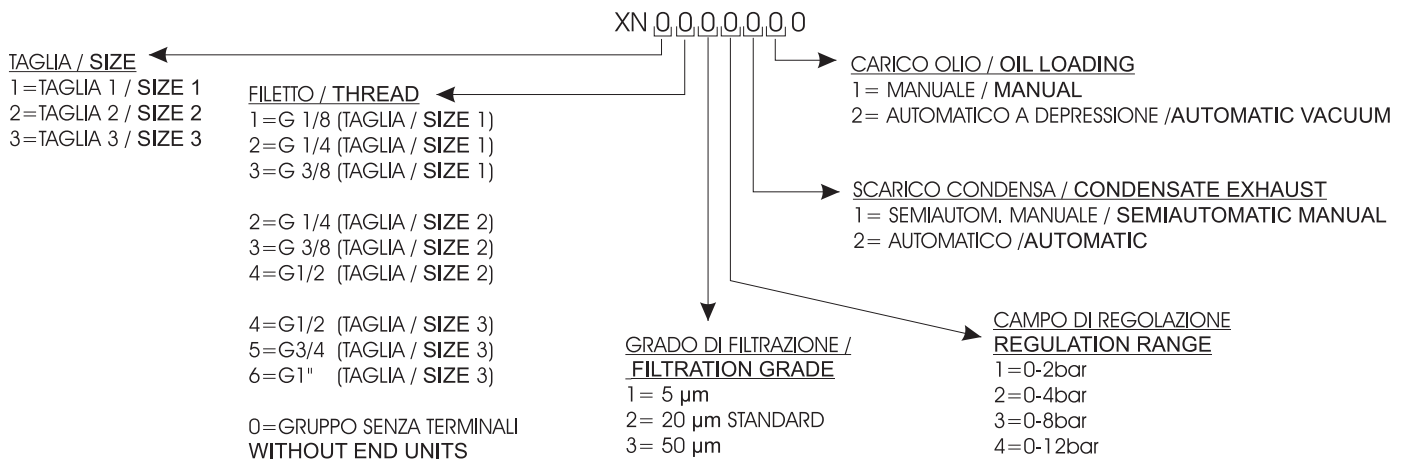 XN 0 0 0 0 0 0 0
TAGLIA / SIZE
1=TAGLIA 1 / SIZE 1
2=TAGLIA 2 / SIZE 2
3=TAGLIA 3 / SIZE 3
FILETTO / THREAD
1=G 1/8 (TAGLIA / SIZE 1)
2=G 1/4 (TAGLIA / SIZE 1)
3=G 3/8 (TAGLIA / SIZE 1)
2=G 1/4 (TAGLIA / SIZE 2)
3=G 3/8 (TAGLIA / SIZE 2)
4=G1/2 (TAGLIA / SIZE 2)
4=G1/2 (TAGLIA / SIZE 3)
5=G3/4 (TAGLIA / SIZE 3)
6=G1" (TAGLIA / SIZE 3)
0=GRUPPO SENZA TERMINALI
WITHOUT END UNITS
GRADO DI FILTRAZIONE /
FILTRATION GRADE
1= 5 µm
2= 20 µm STANDARD
3= 50 µm
CAMPO DI REGOLAZIONE
REGULATION RANGE
1=0-2bar
2=0-4bar
3=0-8bar
4=0-12bar
SCARICO CONDENSA / CONDENSATE EXHAUST
1= SEMIAUTOM. MANUALE / SEMIAUTOMATIC MANUAL
2= AUTOMATICO /AUTOMATIC
CARICO OLIO / OIL LOADING
1= MANUALE / MANUAL
2= AUTOMATICO A DEPRESSIONE /AUTOMATIC VACUUM